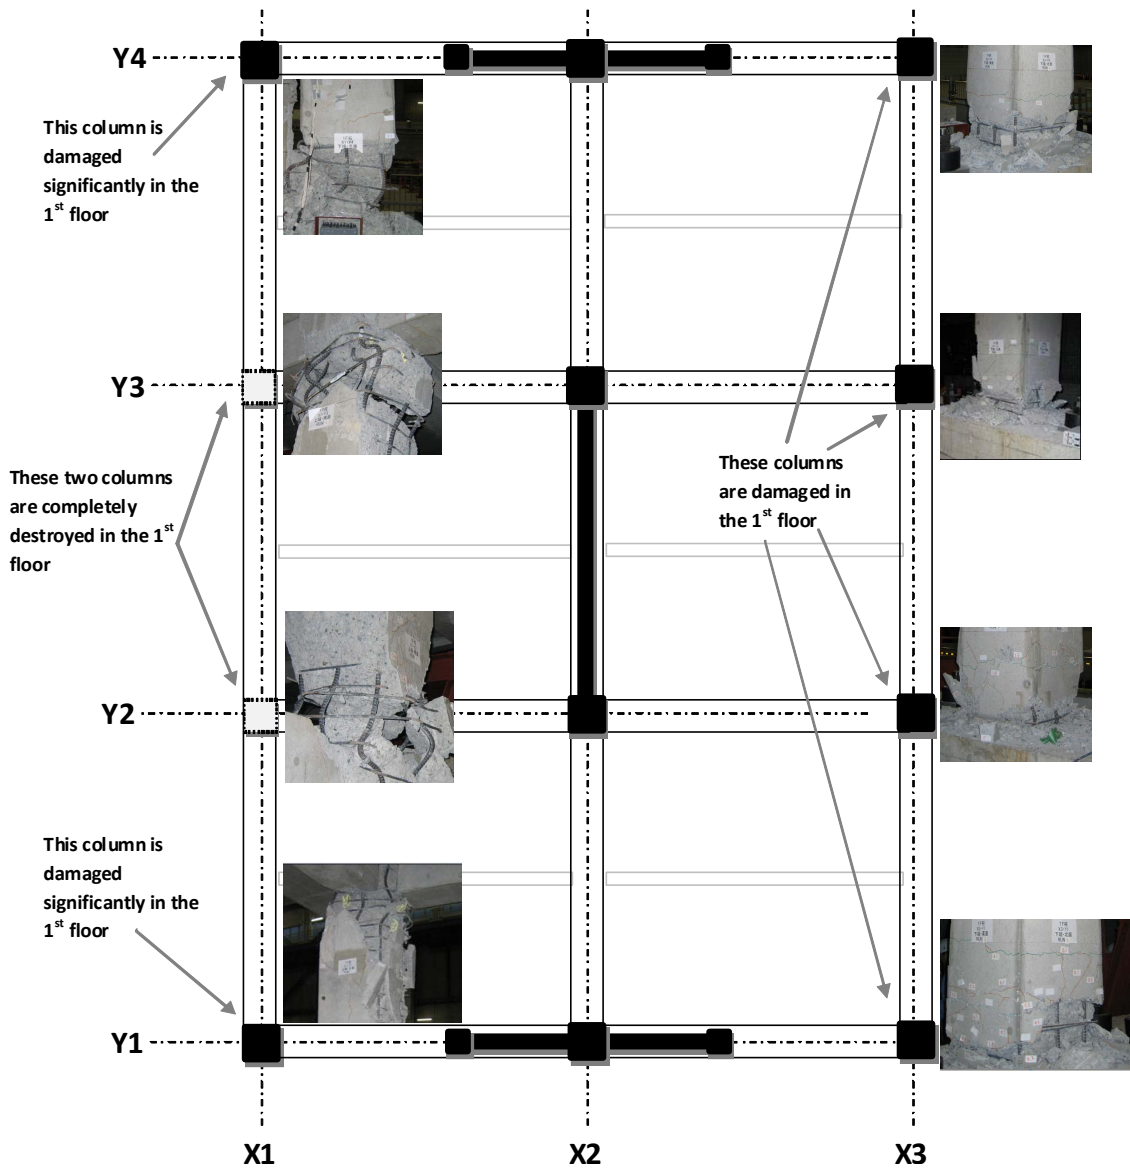 Y4
This column is
damaged
significantly in the
1st floor
Y3
These two columns
are completely
destroyed in the 1st
floor
These columns
are damaged in
the 1st floor
Y2
This column is
damaged
significantly in the
1st floor
Y1
X1
X2
X3